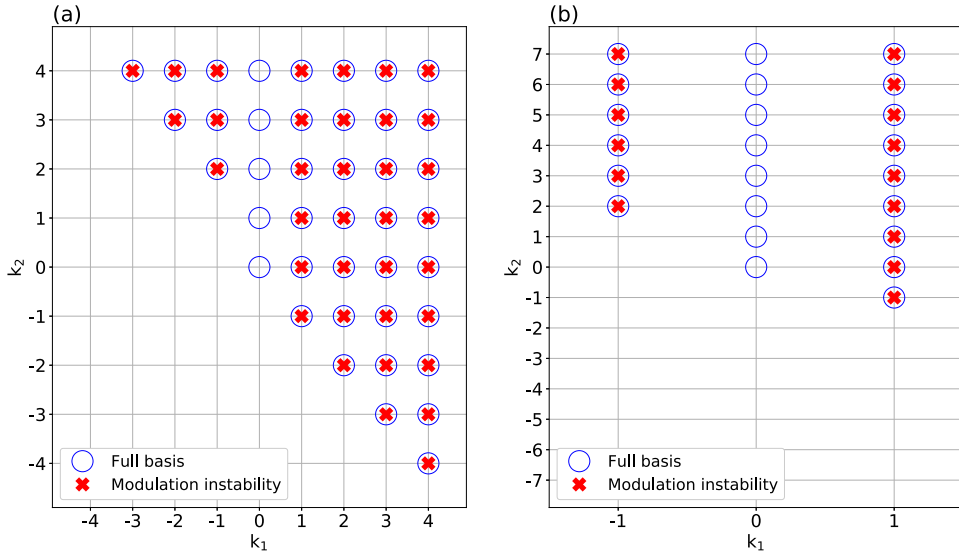 (a)
4
3
2
1
0
-1
-2
-3
-4
k2
Full basis
Modulation instability
-4 -3 -2 -1 0 1 2 3 4
k1
(b)
7
6
5
4
3
2
1
0
-1
-2
-3
-4
-5
-6
-7
k2
Full basis
Modulation instability
-1 0 1
k1